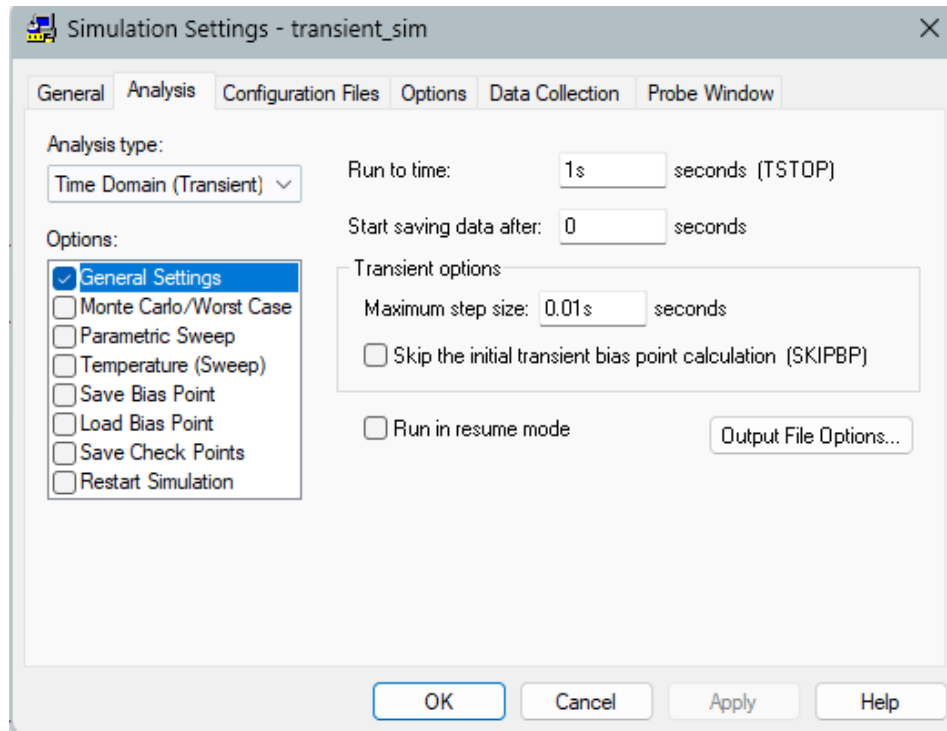 Simulation Settings - transient_sim
General Analysis Configuration Files Options Data Collection Probe Window
Analysis type:
Time Domain (Transient)
Options:
General Settings
Monte Carlo/Worst Case
Parametric Sweep
Temperature (Sweep)
Save Bias Point
Load Bias Point
Save Check Points
Restart Simulation
Run to time: 1s seconds (TSTOP)
Start saving data after: 0 seconds
Transient options
Maximum step size: 0.01s seconds
Skip the initial transient bias point calculation (SKIPBP)
Run in resume mode
Output File Options...
OK Cancel Apply Help